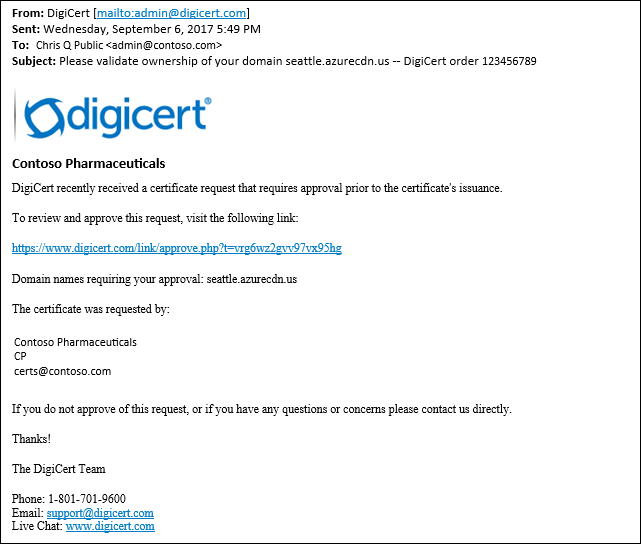 From: DigiCert [mailto:admin@digicert.com]
Sent: Wednesday, September 6, 2017 5:49 PM
To: Chris Q Public <admin@contoso.com>
Subject: Please validate ownership of your domain seattle.azurecdn.us -- DigiCert order 123456789
digicert®
Contoso Pharmaceuticals
DigiCert recently received a certificate request that requires approval prior to the certificate's issuance.
To review and approve this request, visit the following link:
https://www.digicert.com/link/approve.php?t=vrg6wz2gvv97vx95hg
Domain names requiring your approval: seattle.azurecdn.us
The certificate was requested by:
Contoso Pharmaceuticals
CP
certs@contoso.com
If you do not approve of this request, or if you have any questions or concerns please contact us directly.
Thanks!
The DigiCert Team
Phone: 1-801-701-9600
Email: support@digicert.com
Live Chat: www.digicert.com